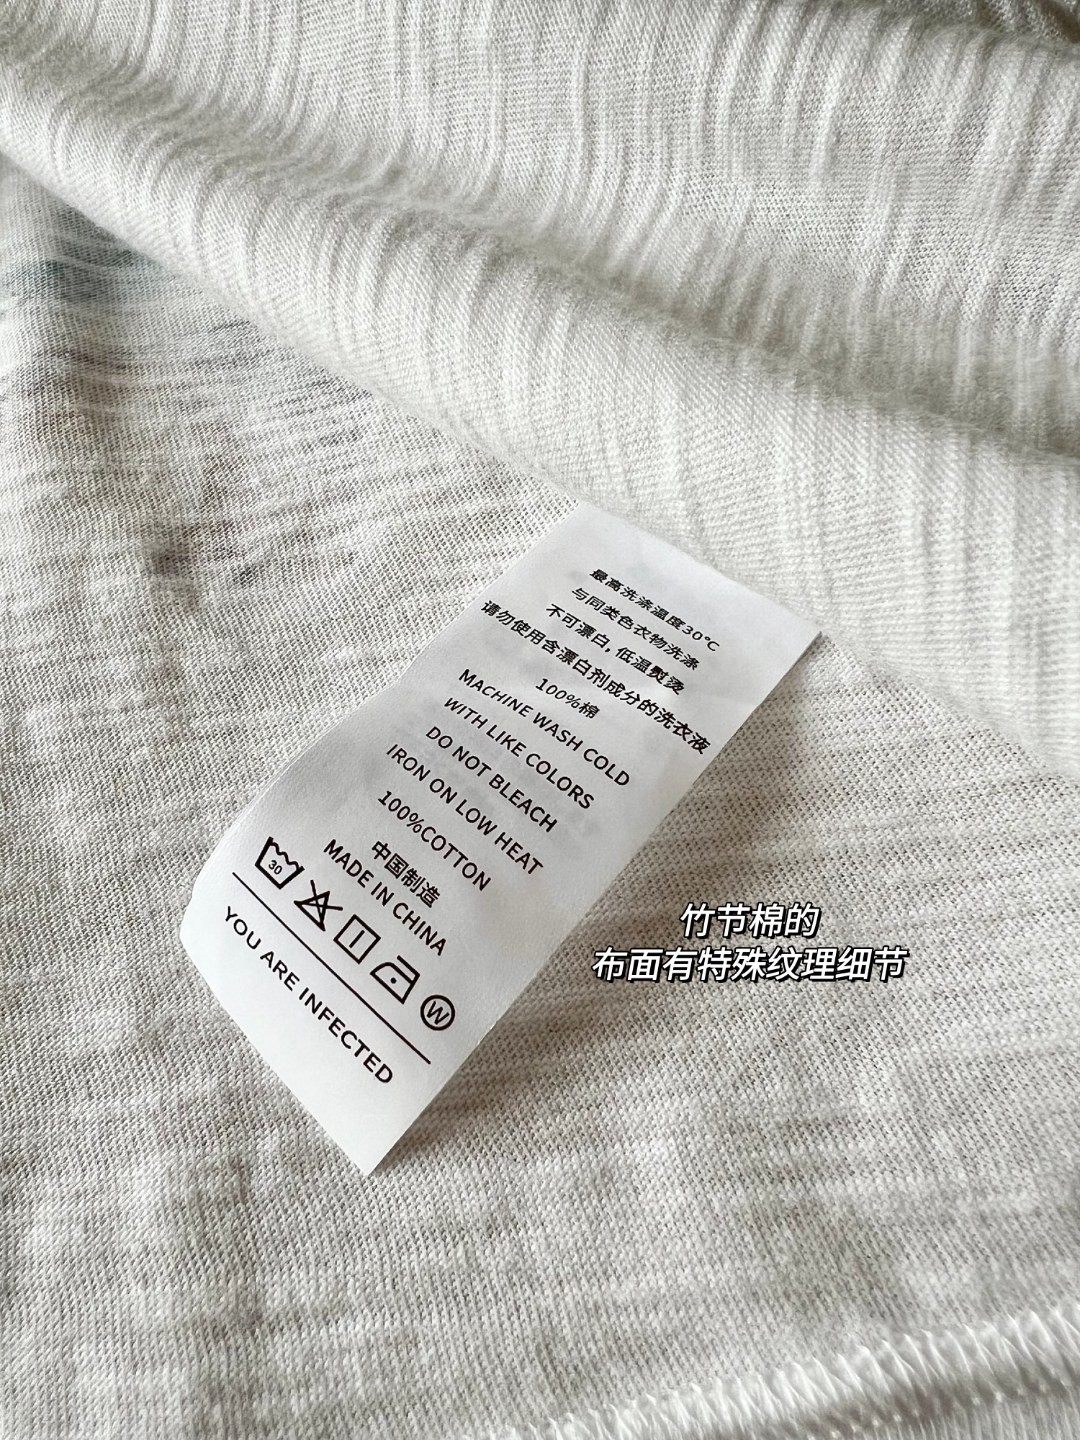 最高洗涤温度30℃
与同类色衣物洗涤
不可漂白，低温熨烫
请勿使用含漂白剂成分的洗衣液
100%棉
MACHINE WASH COLD
WITH LIKE COLORS
DO NOT BLEACH
IRON ON LOW HEAT
100%COTTON
中国制造
MADE IN CHINA
30
W
YOU ARE INFECTED
竹节棉的
布面有特殊纹理细节